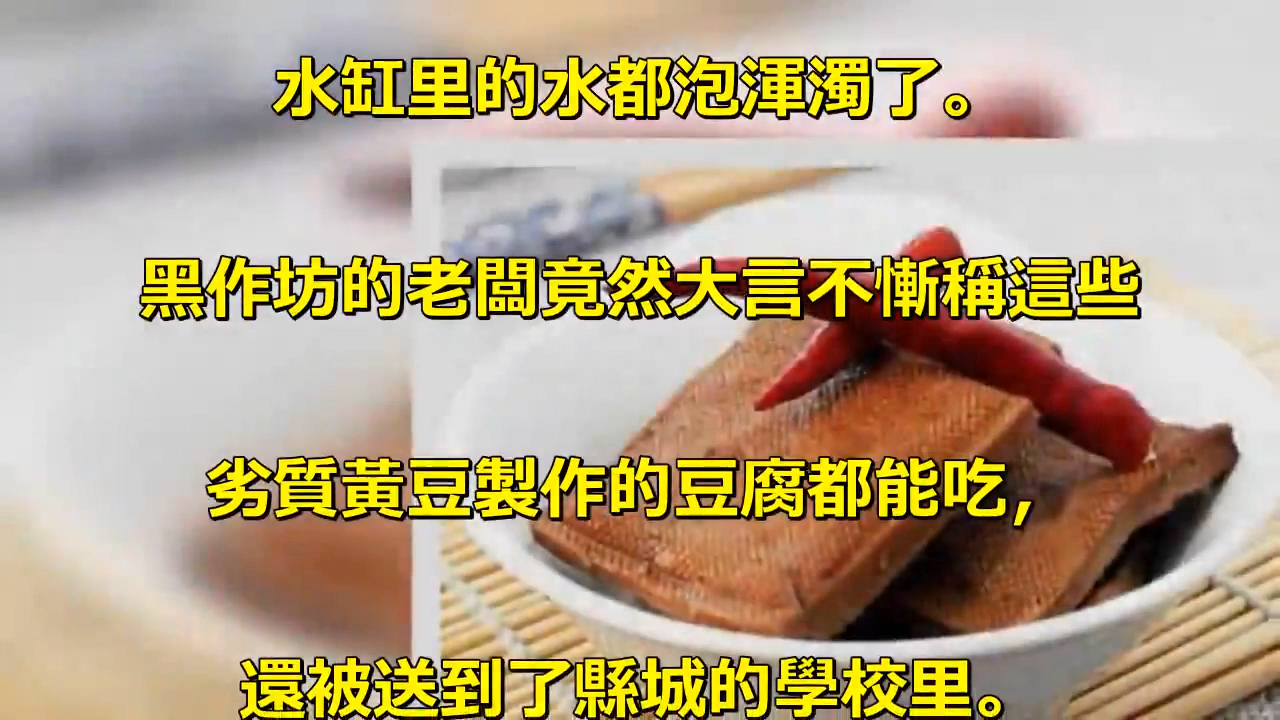 水缸里的水都泡渾濁了。
黑作坊的老闆竟然大言不慚稱這些
劣質黃豆製作的豆腐都能吃，
還被送到了縣城的學校里。